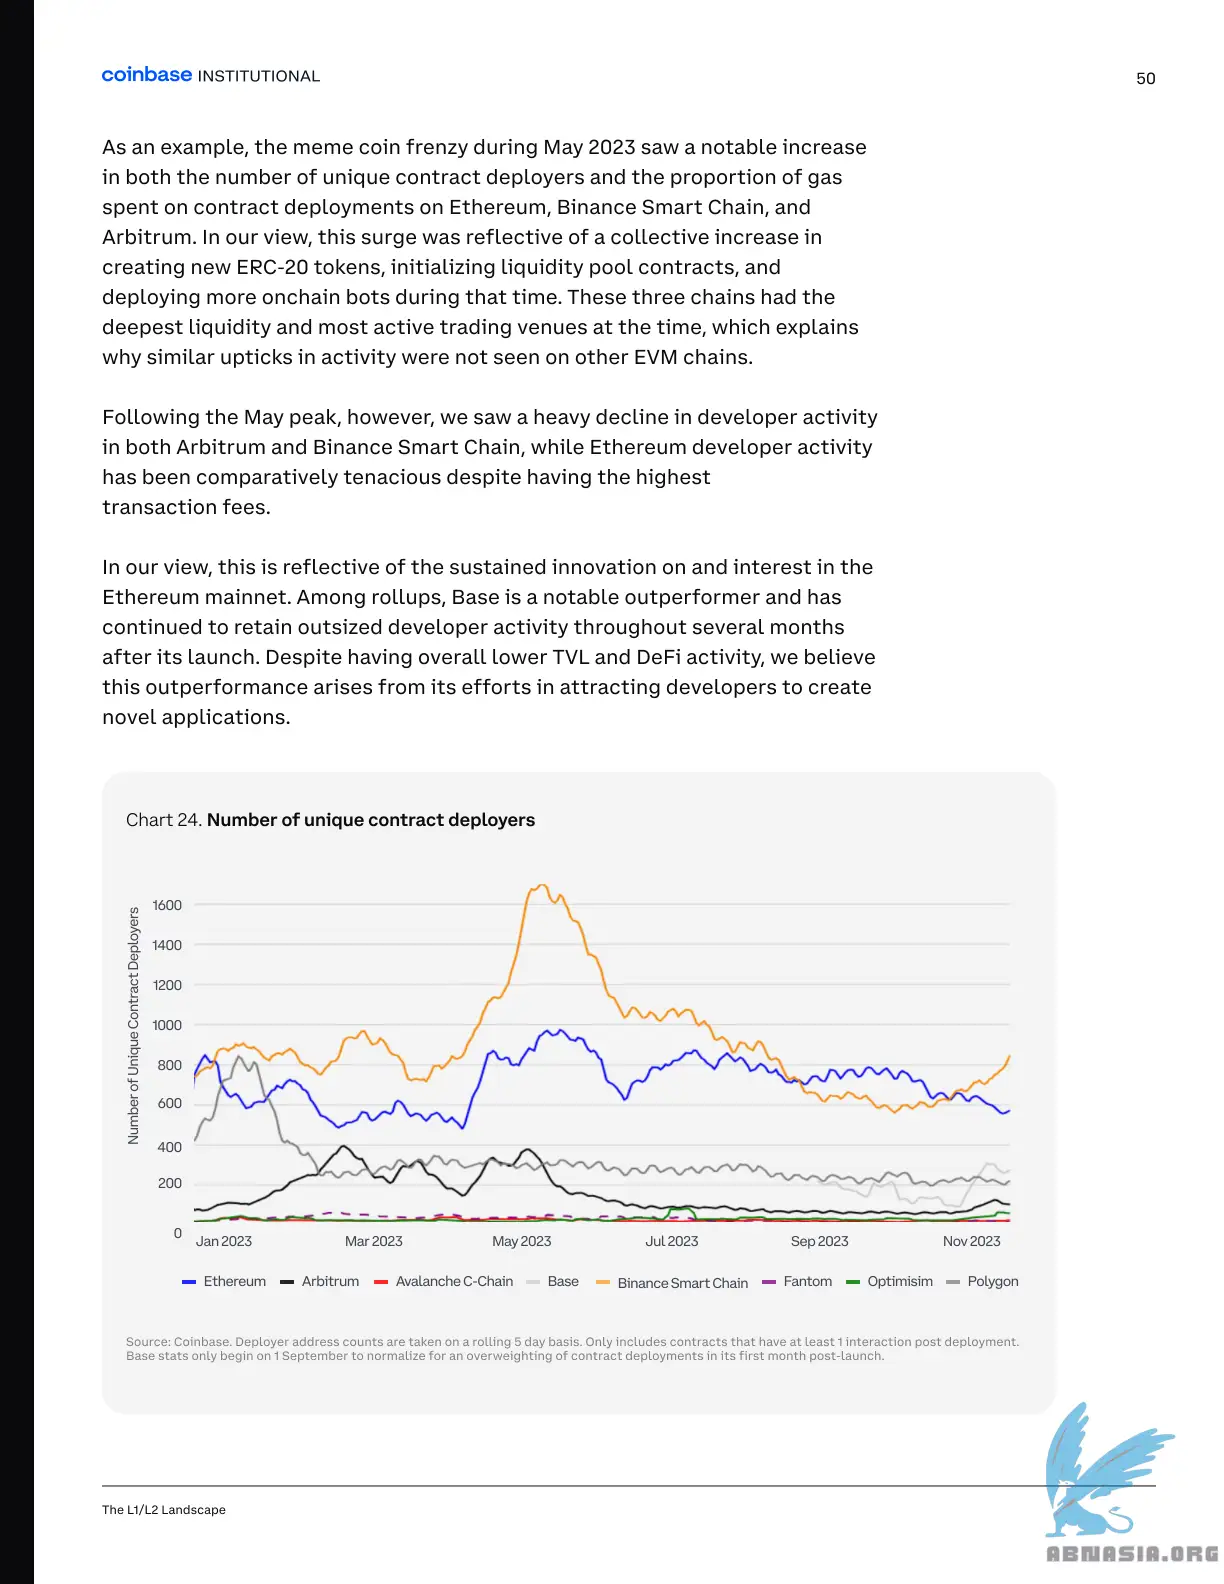 coinbase INSTITUTIONAL
50
As an example, the meme coin frenzy during May 2023 saw a notable increase
in both the number of unique contract deployers and the proportion of gas
spent on contract deployments on Ethereum, Binance Smart Chain, and
Arbitrum. In our view, this surge was reflective of a collective increase in
creating new ERC-20 tokens, initializing liquidity pool contracts, and
deploying more onchain bots during that time. These three chains had the
deepest liquidity and most active trading venues at the time, which explains
why similar upticks in activity were not seen on other EVM chains.
Following the May peak, however, we saw a heavy decline in developer activity
in both Arbitrum and Binance Smart Chain, while Ethereum developer activity
has been comparatively tenacious despite having the highest
transaction fees.
In our view, this is reflective of the sustained innovation on and interest in the
Ethereum mainnet. Among rollups, Base is a notable outperformer and has
continued to retain outsized developer activity throughout several months
after its launch. Despite having overall lower TVL and DeFi activity, we believe
this outperformance arises from its efforts in attracting developers to create
novel applications.
Chart 24. Number of unique contract deployers
Number of Unique Contract Deployers
1600
1400
1200
1000
800
600
400
200
0
Jan 2023 Mar 2023 May 2023 Jul 2023 Sep 2023 Nov 2023
Ethereum Arbitrum Avalanche C-Chain Base Binance Smart Chain Fantom Optimisim Polygon
Source: Coinbase. Deployer address counts are taken on a rolling 5 day basis. Only includes contracts that have at least 1 interaction post deployment.
Base stats only begin on 1 September to normalize for an overweighting of contract deployments in its first month post-launch.
The L1/L2 Landscape
ABNASIA.ORG